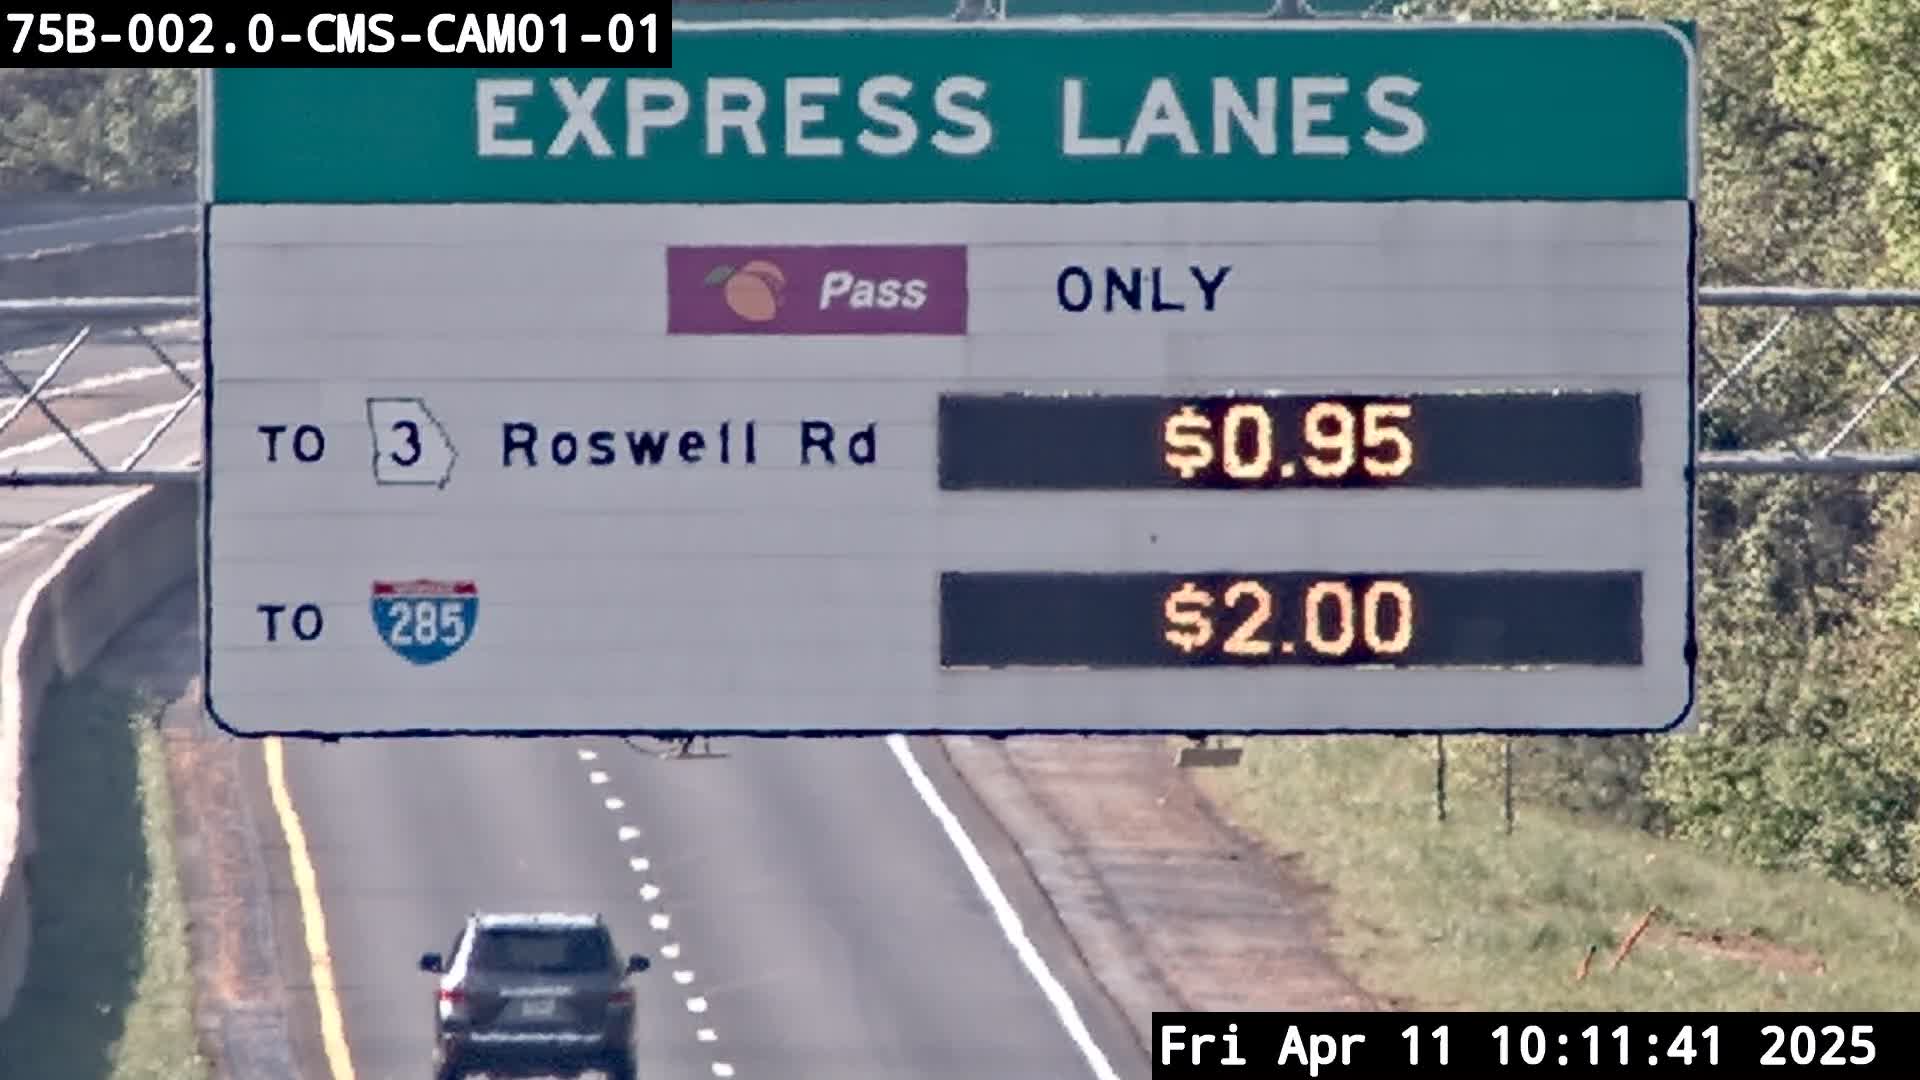 75B-002.0-CMS-CAM01-01
EXPRESS LANES
Pass ONLY
TO 3 Roswell Rd $0.95
TO 285 $2.00
Fri Apr 11 10:11:41 2025